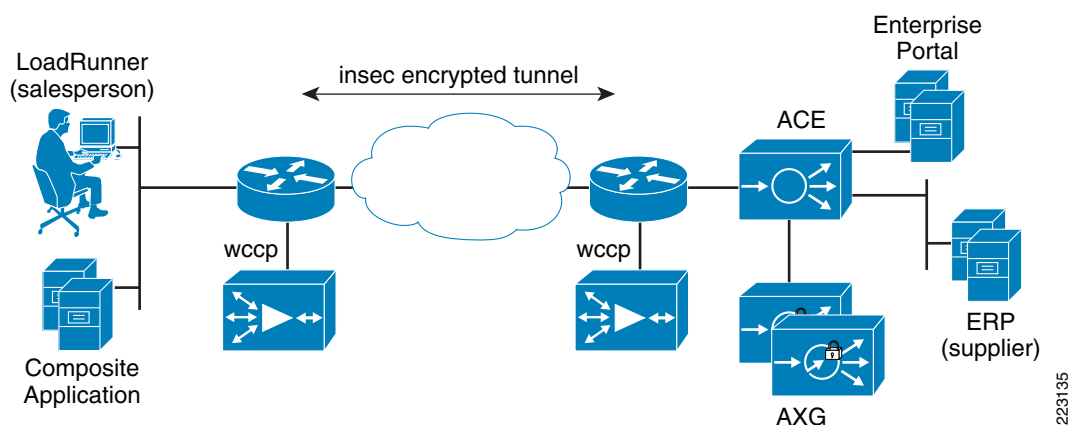 Enterprise
Portal
LoadRunner
(salesperson)
insec encrypted tunnel
ACE
wccp
wccp
Composite
Application
AXG
ERP
(supplier)
223135